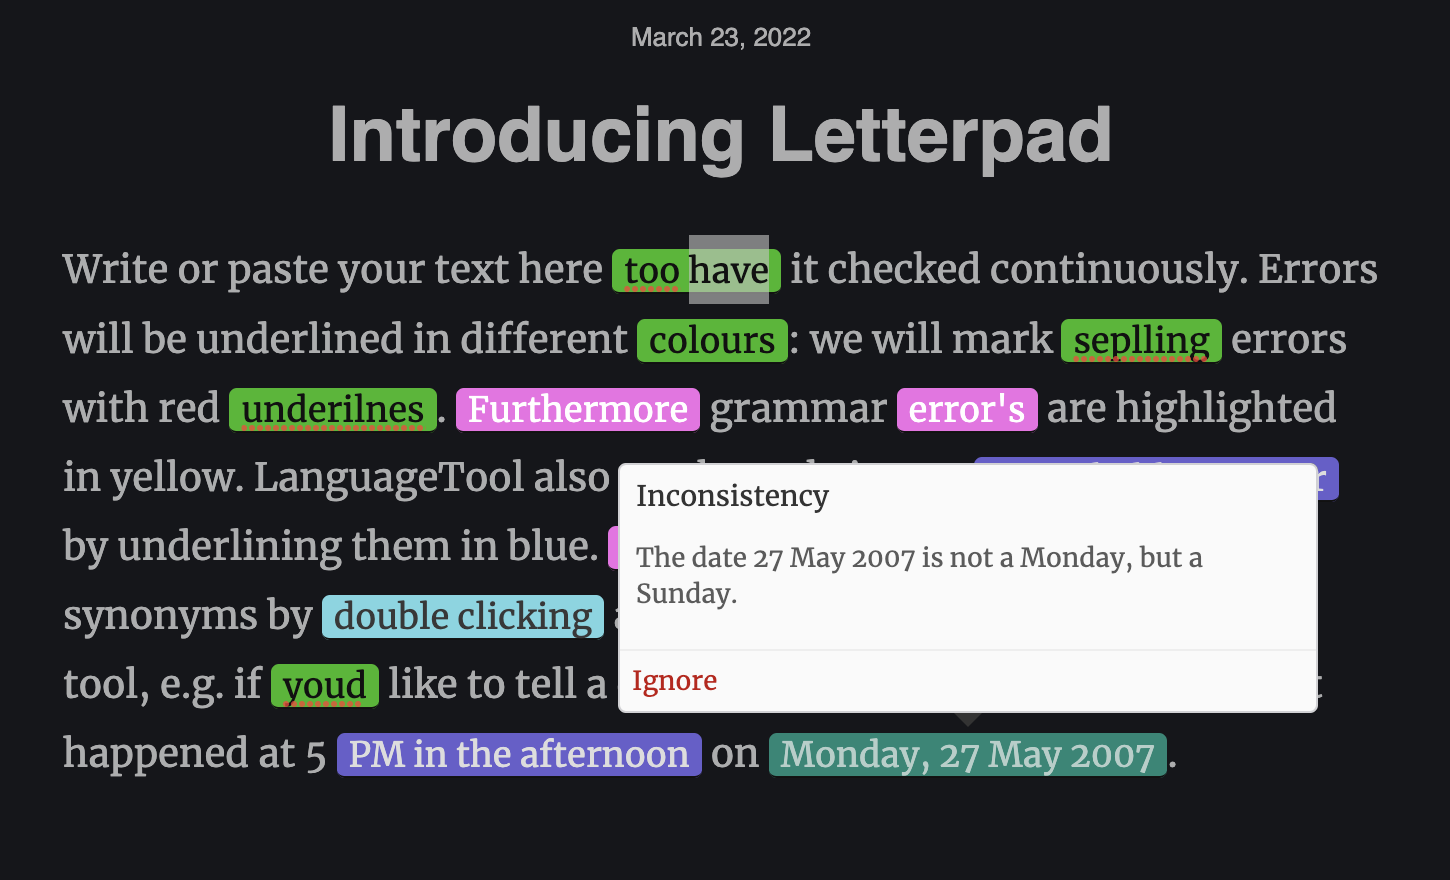 March 23, 2022
Introducing Letterpad
Write or paste your text here too have it checked continuously. Errors
will be underlined in different colours: we will mark seplling errors
with red underilnes. Furthermore grammar error's are highlighted
in yellow. LanguageTool also
by underlining them in blue.
Inconsistency
The date 27 May 2007 is not a Monday, but a
Sunday.
Ignore
synonyms by double clicking
tool, e.g. if youd like to tell a
happened at 5 PM in the afternoon on Monday, 27 May 2007.